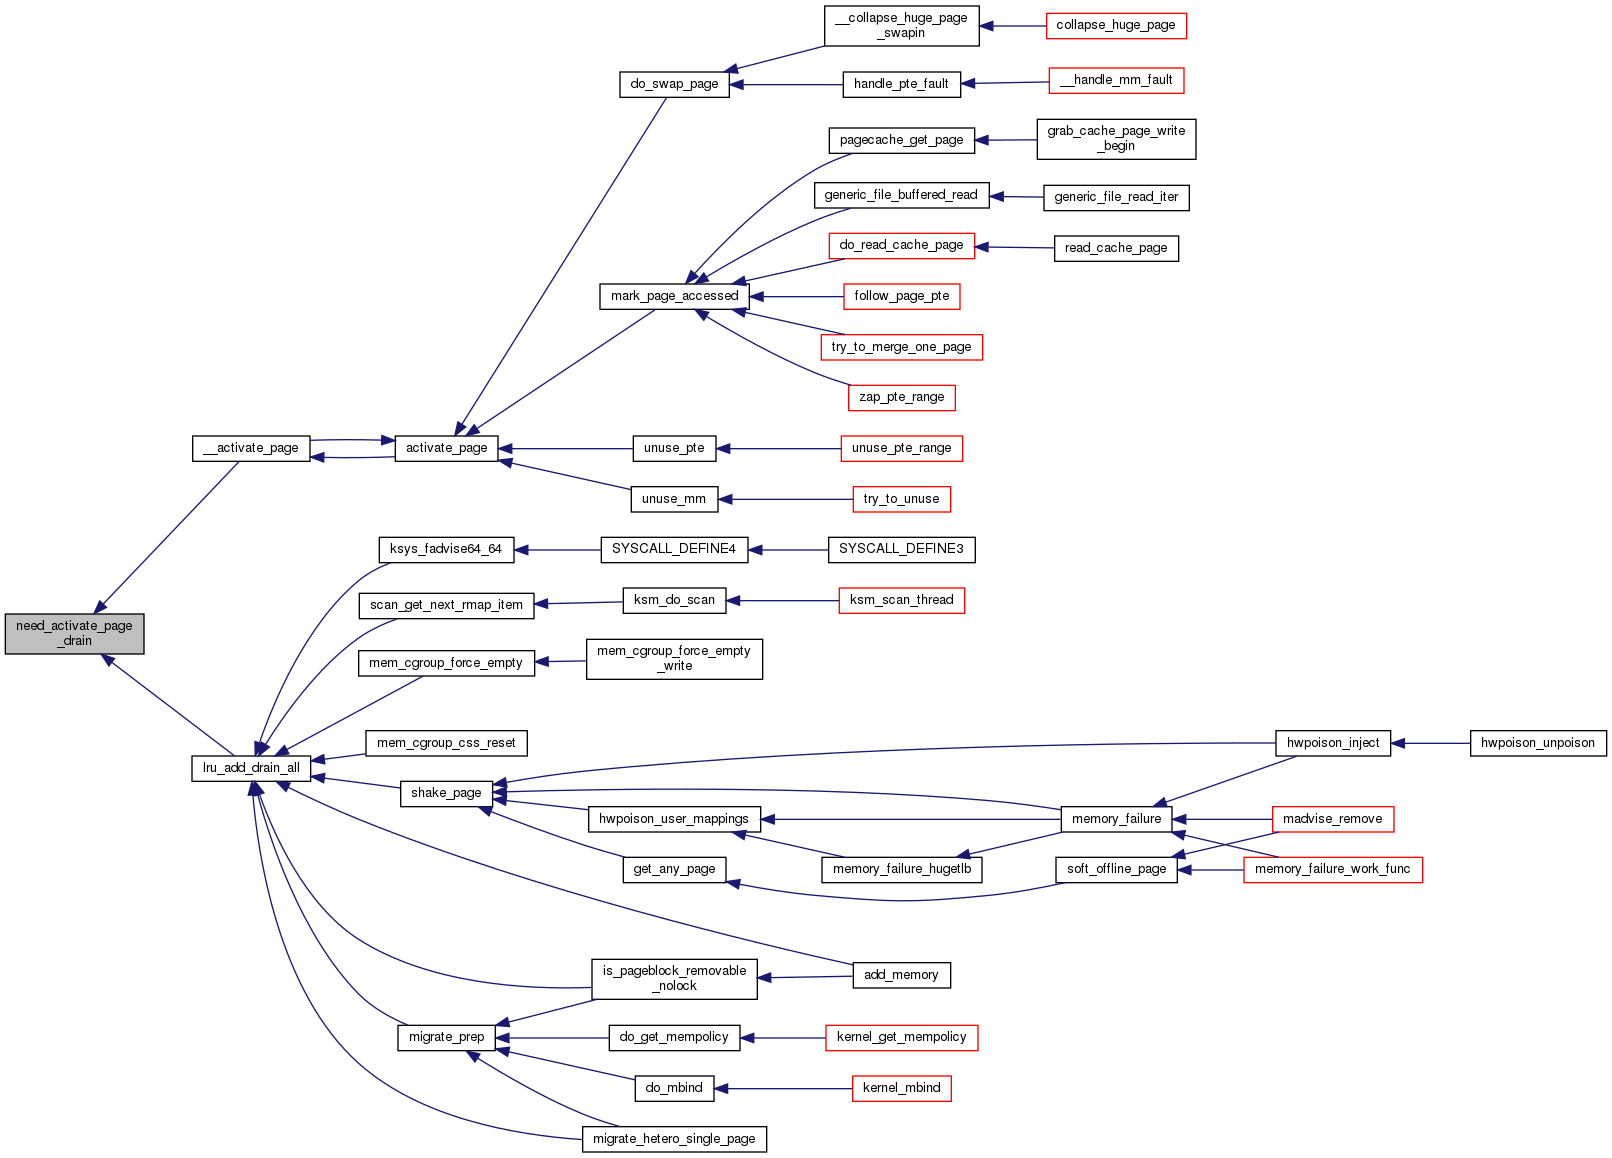 __collapse_huge_page
_swapin
collapse_huge_page
do_swap_page
handle_pte_fault
__handle_mm_fault
pagecache_get_page
grab_cache_page_write
_begin
generic_file_buffered_read
generic_file_read_iter
do_read_cache_page
read_cache_page
mark_page_accessed
follow_page_pte
try_to_merge_one_page
zap_pte_range
__activate_page
activate_page
unuse_pte
unuse_pte_range
unuse_mm
try_to_unuse
ksys_fadvise64_64
SYSCALL_DEFINE4
SYSCALL_DEFINE3
scan_get_next_rmap_item
ksm_do_scan
ksm_scan_thread
need_activate_page
_drain
mem_cgroup_force_empty
mem_cgroup_force_empty
_write
mem_cgroup_css_reset
hwpoison_inject
hwpoison_unpoison
lru_add_drain_all
shake_page
hwpoison_user_mappings
memory_failure
madvise_remove
get_any_page
memory_failure_hugetlb
soft_offline_page
memory_failure_work_func
is_pageblock_removable
_nolock
add_memory
migrate_prep
do_get_mempolicy
kernel_get_mempolicy
do_mbind
kernel_mbind
migrate_hetero_single_page